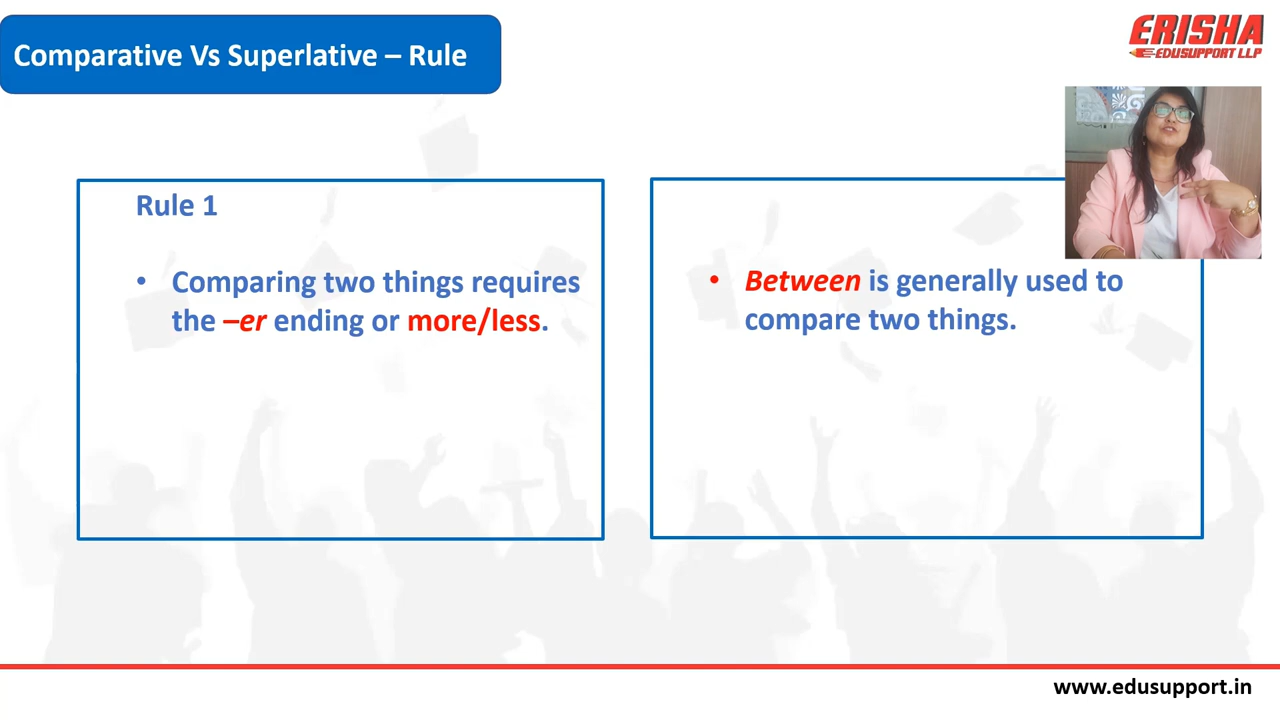 Comparative Vs Superlative – Rule
ERISHA
EDUSUPPORT LLP
Rule 1
• Comparing two things requires
the –er ending or more/less.
• Between is generally used to
compare two things.
www.edusupport.in